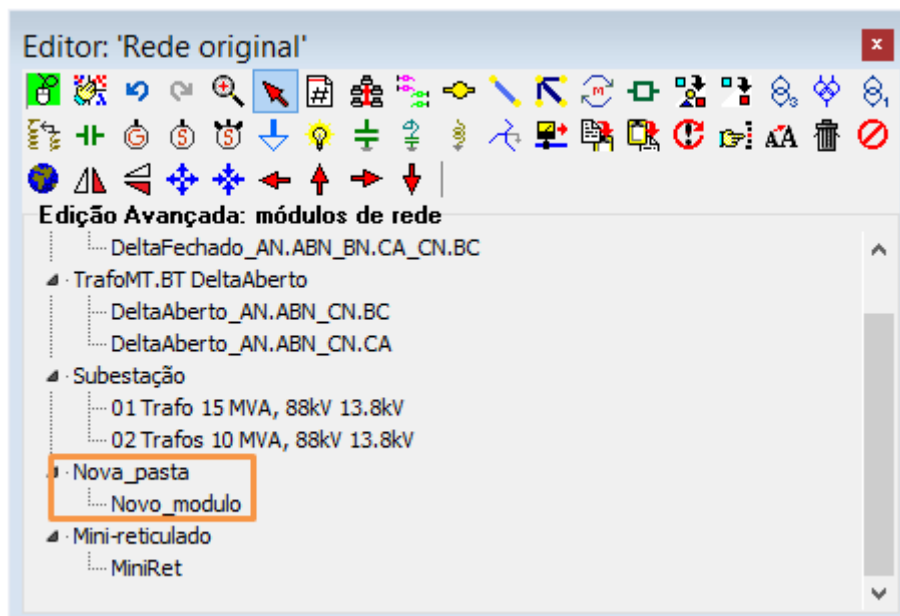 Editor: 'Rede original'
Edição Avançada: módulos de rede
DeltaFechado_AN.ABN_BN.CA_CN.BC
TrafoMT.BT DeltaAberto
DeltaAberto_AN.ABN_CN.BC
DeltaAberto_AN.ABN_CN.CA
Subestação
01 Trafo 15 MVA, 88kV 13.8kV
02 Trafos 10 MVA, 88kV 13.8kV
Nova_pasta
Novo_modulo
Mini-reticulado
MiniRet